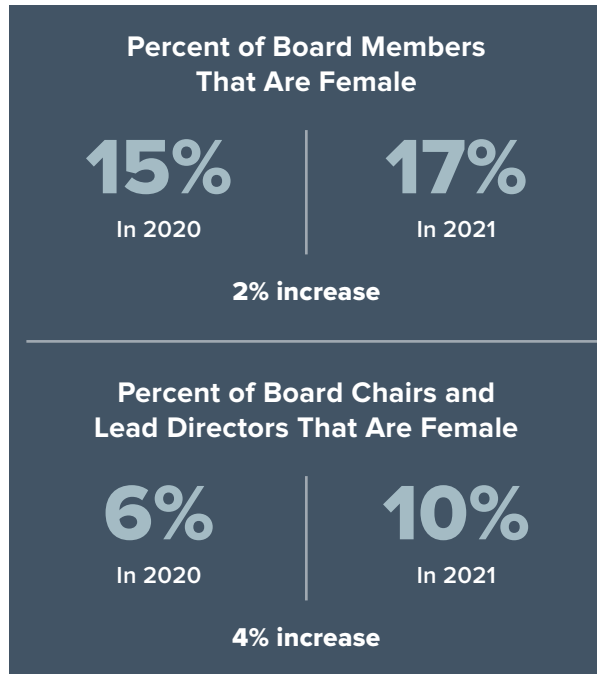 Percent of Board Members
That Are Female
15%
17%
In 2020
In 2021
2% increase
Percent of Board Chairs and
Lead Directors That Are Female
6%
10%
In 2020
In 2021
4% increase